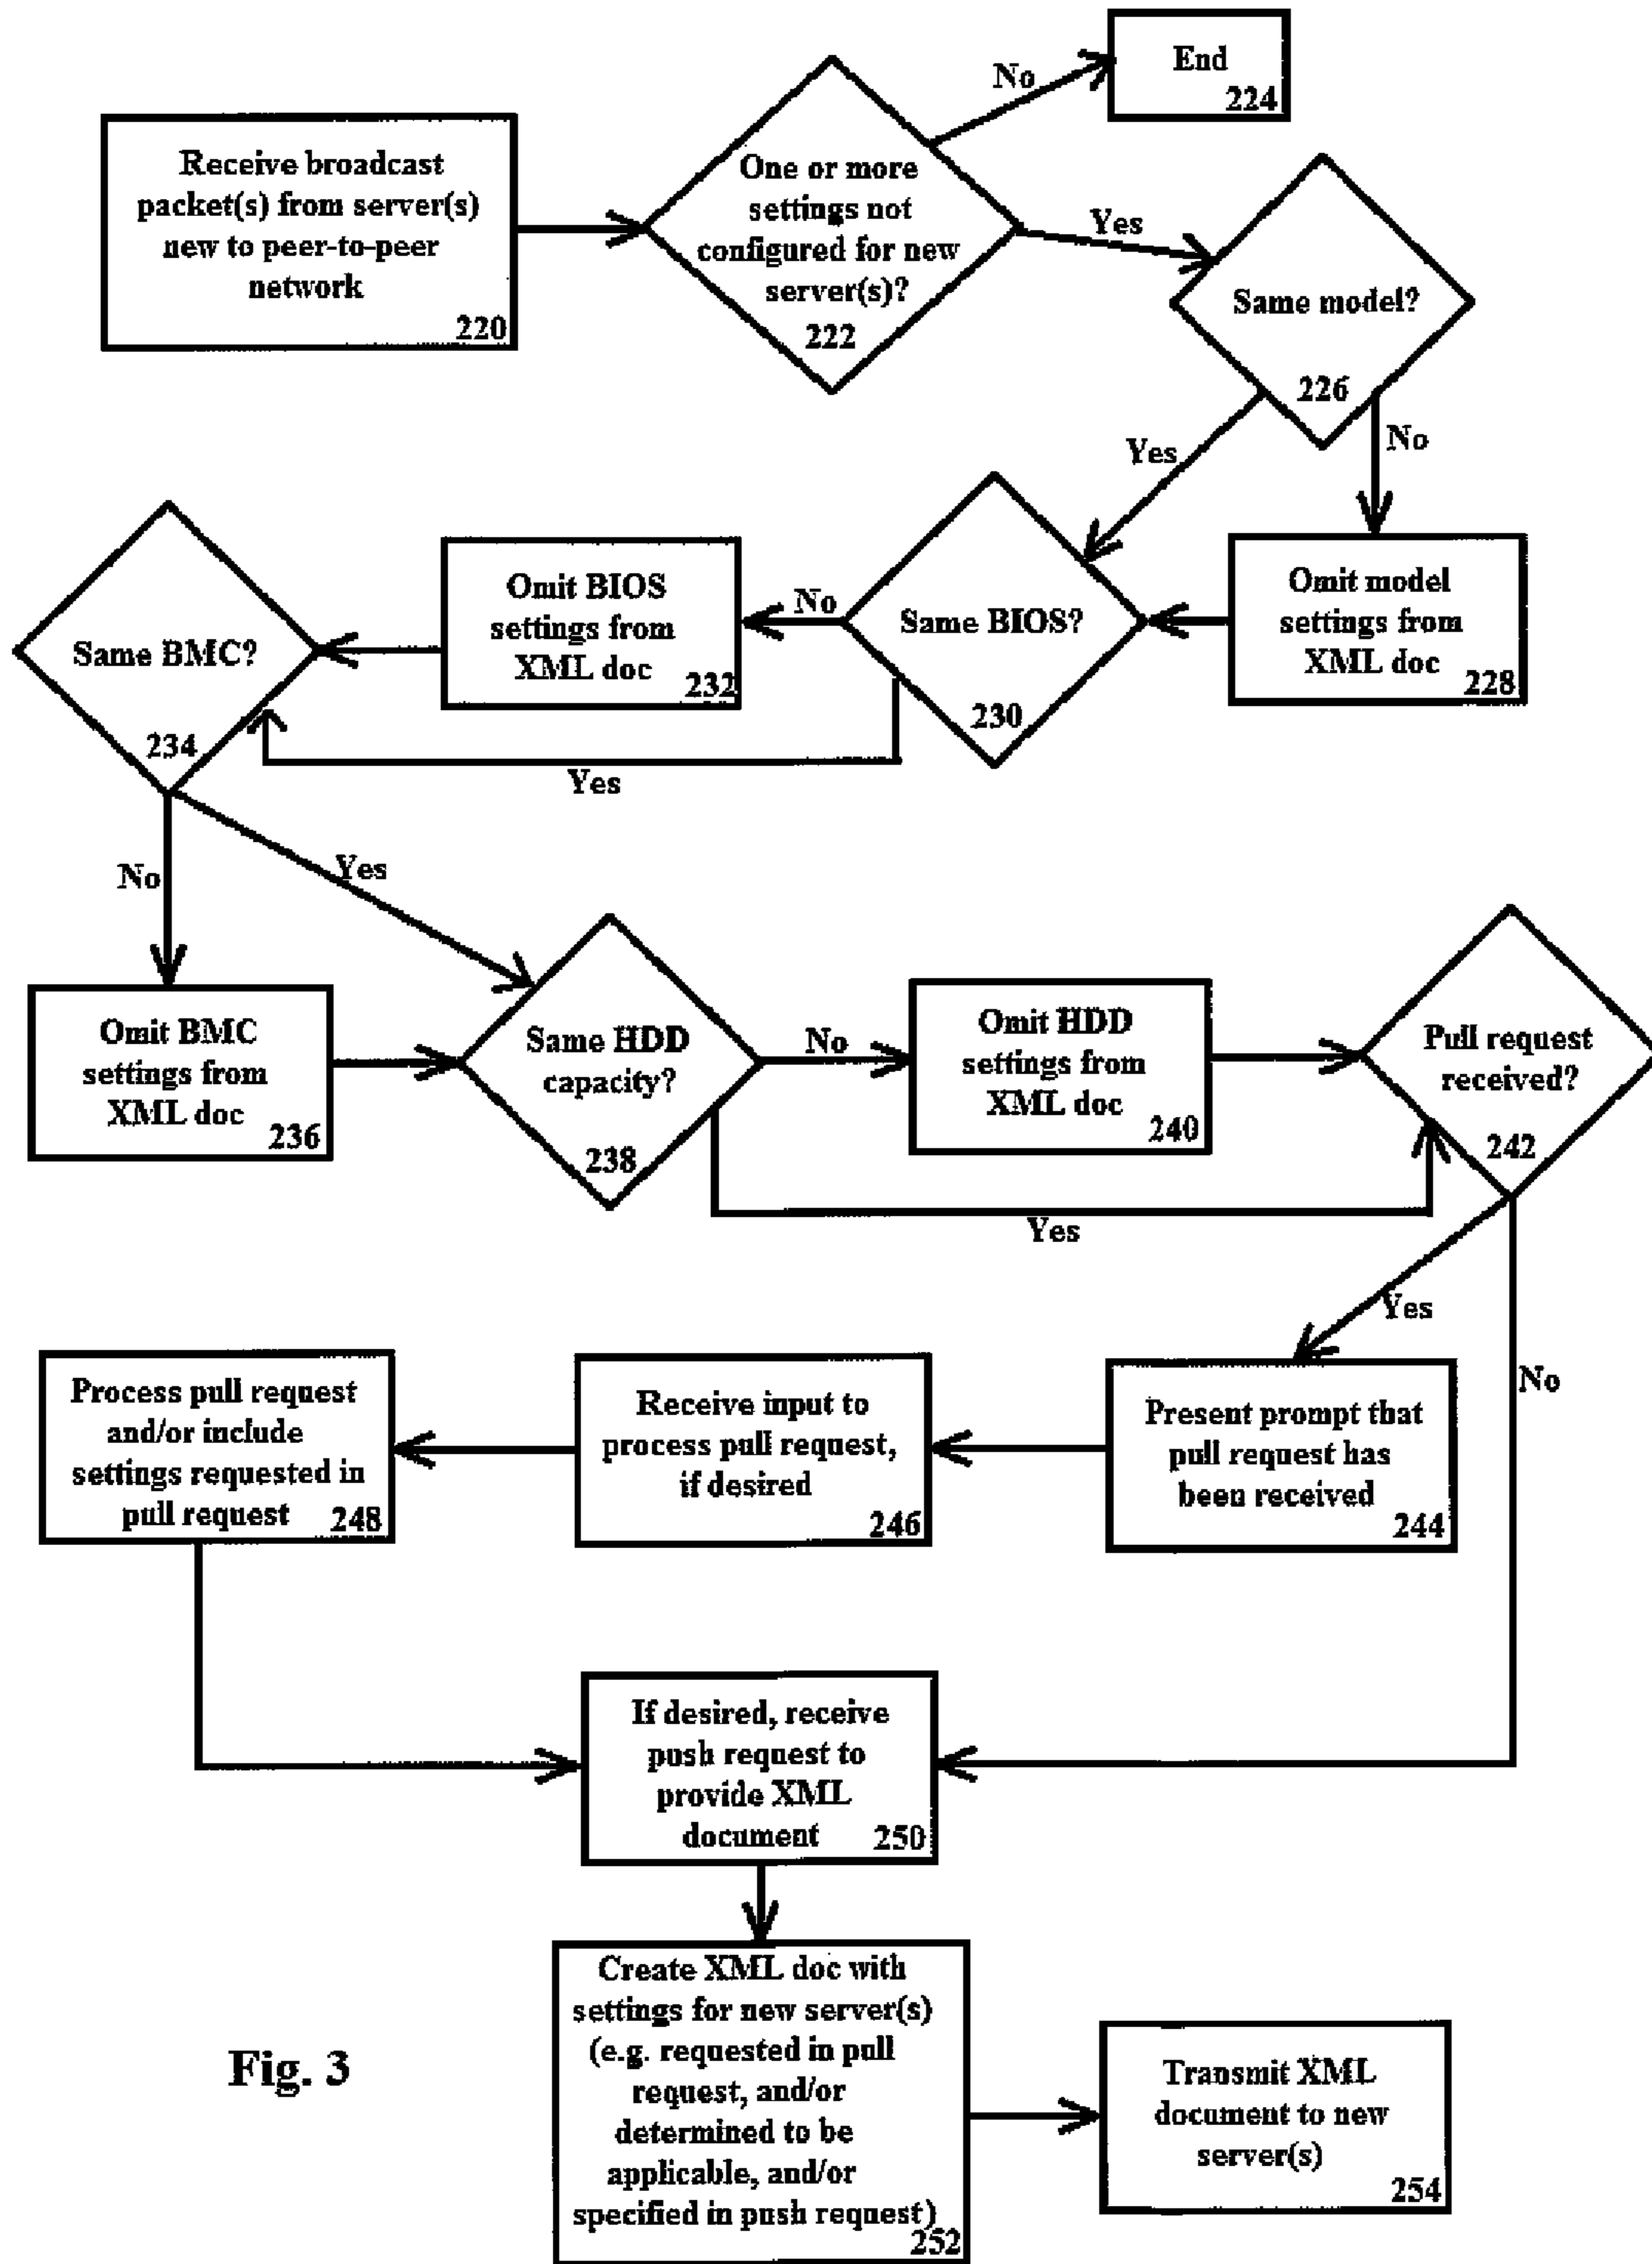 Receive broadcast
packet(s) from server(s)
new to peer-to-peer
network
220
One or more
settings not
configured for new
server(s)?
222
No
End
224
Yes
Same model?
226
Yes
No
Omit model
settings from
XML doc
228
Same BIOS?
230
No
Yes
Omit BIOS
settings from
XML doc
232
Same BMC?
234
No
Yes
Omit BMC
settings from
XML doc
236
Same HDD
capacity?
238
No
Yes
Omit HDD
settings from
XML doc
240
Pull request
received?
242
Yes
No
Present prompt that
pull request has
been received
244
Receive input to
process pull request,
if desired
246
Process pull request
and/or include
settings requested in
pull request
248
If desired, receive
push request to
provide XML
document
250
Create XML doc with
settings for new server(s)
(e.g. requested in pull
request, and/or
determined to be
applicable, and/or
specified in push request)
252
Transmit XML
document to new
server(s)
254
Fig. 3